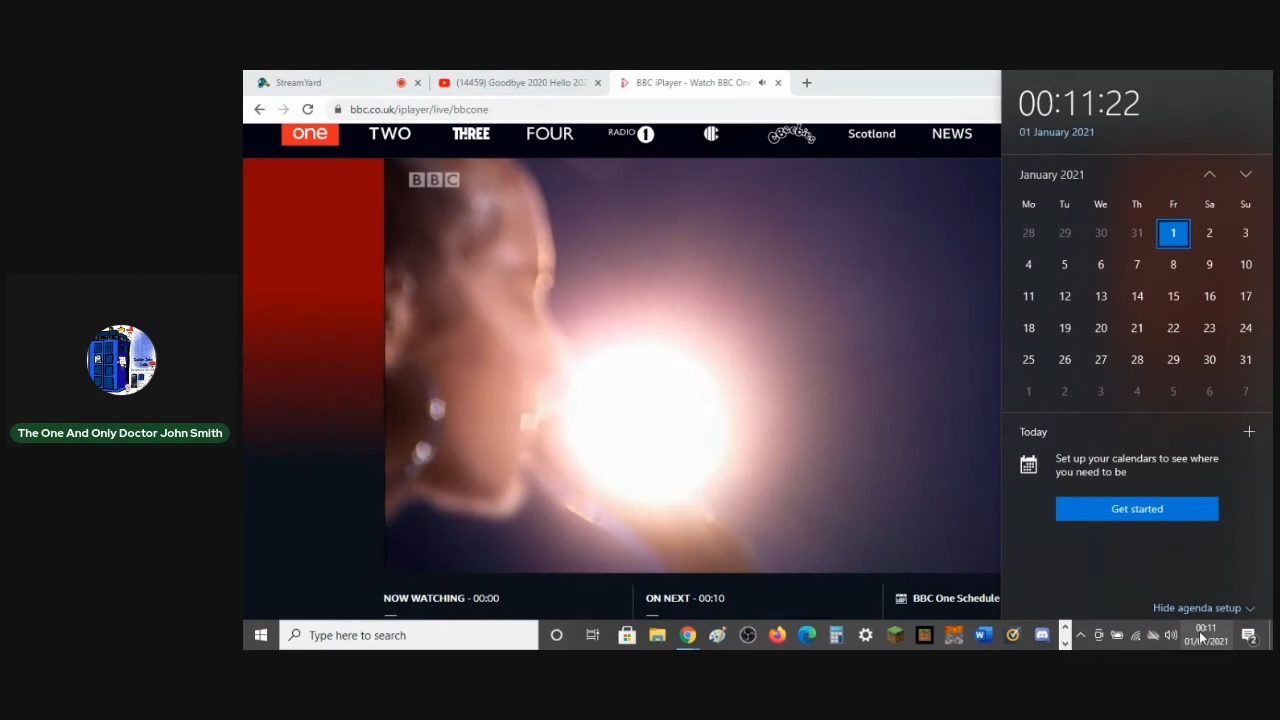 StreamYard
(14459) Goodbye 2020 Hello 202
BBC iPlayer - Watch BBC One
bbc.co.uk/iplayer/live/bbcone
one TWO THREE FOUR RADIO 1 CBeebies Scotland NEWS
BBC
The One And Only Doctor John Smith
NOW WATCHING - 00:00
ON NEXT - 00:10
BBC One Schedule
00:11:22
01 January 2021
January 2021
Mo Tu We Th Fr Sa Su
28 29 30 31 1 2 3
4 5 6 7 8 9 10
11 12 13 14 15 16 17
18 19 20 21 22 23 24
25 26 27 28 29 30 31
1 2 3 4 5 6 7
Today
Set up your calendars to see where
you need to be
Get started
Hide agenda setup
Type here to search
00:11
01/01/2021
2